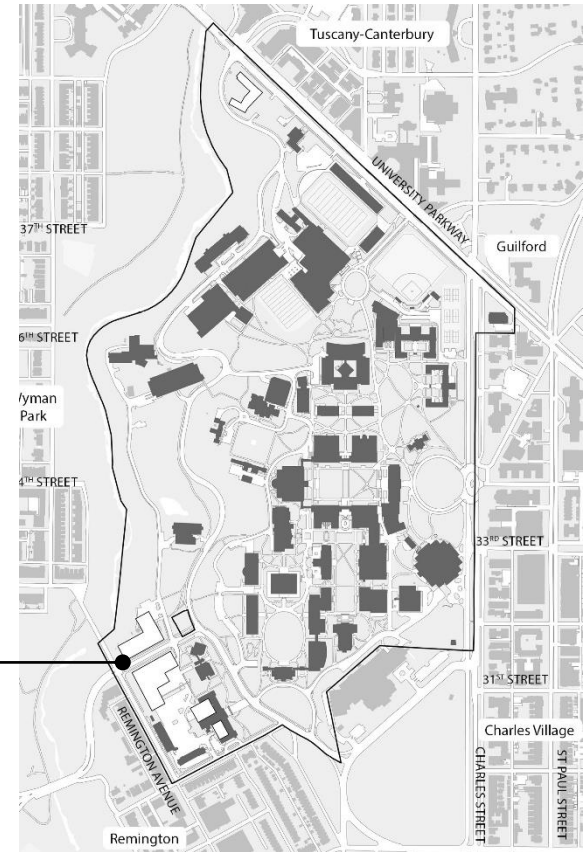 Tuscany-Canterbury
UNIVERSITY PARKWAY
37TH STREET
Guilford
6TH STREET
Wyman
Park
4TH STREET
33RD STREET
31ST STREET
REMINGTON AVENUE
Charles Village
CHARLES STREET
ST PAUL STREET
Remington